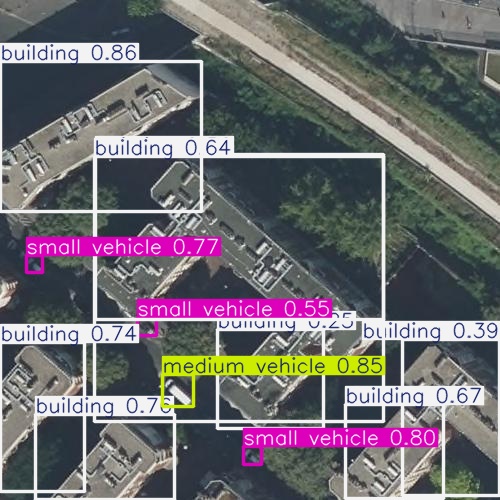 building 0.86
building 0.64
small vehicle 0.77
small vehicle 0.55
building 0.25
building 0.74
building 0.39
medium vehicle 0.85
building 0.76
building 0.67
small vehicle 0.80